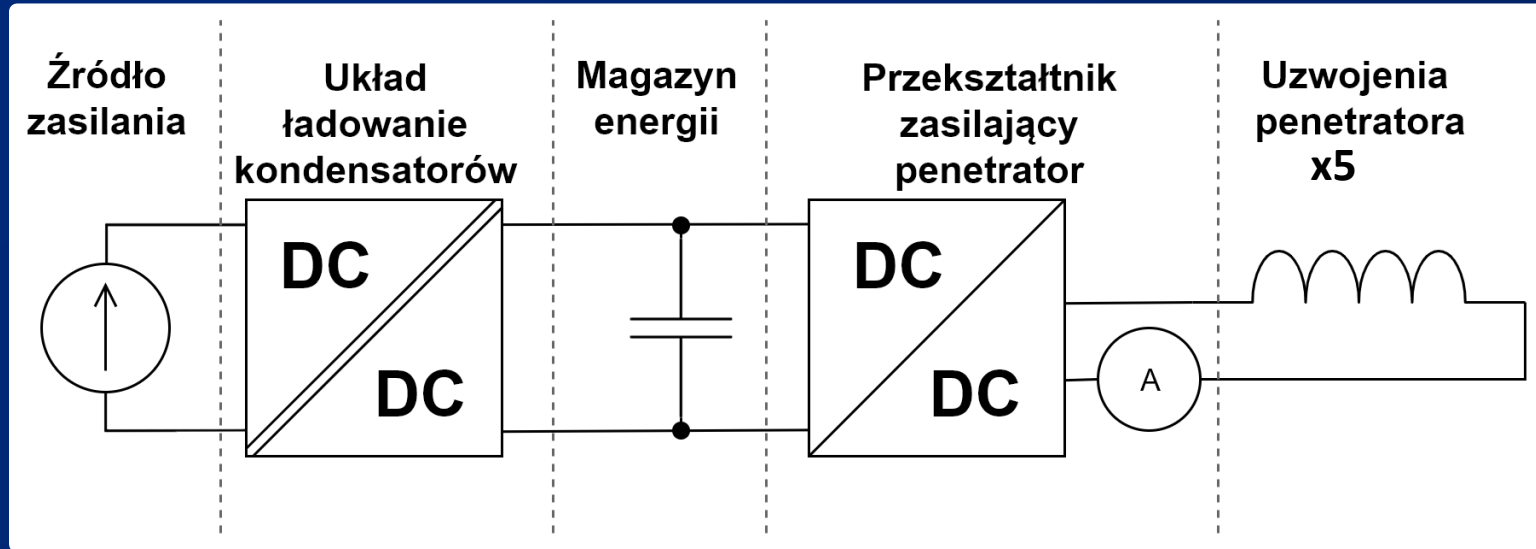 Źródło
zasilania
Układ
ładowanie
kondensatorów
Magazyn
energii
Przekształtnik
zasilający
penetrator
Uzwojenia
penetratora
x5
DC
DC
DC
DC
A